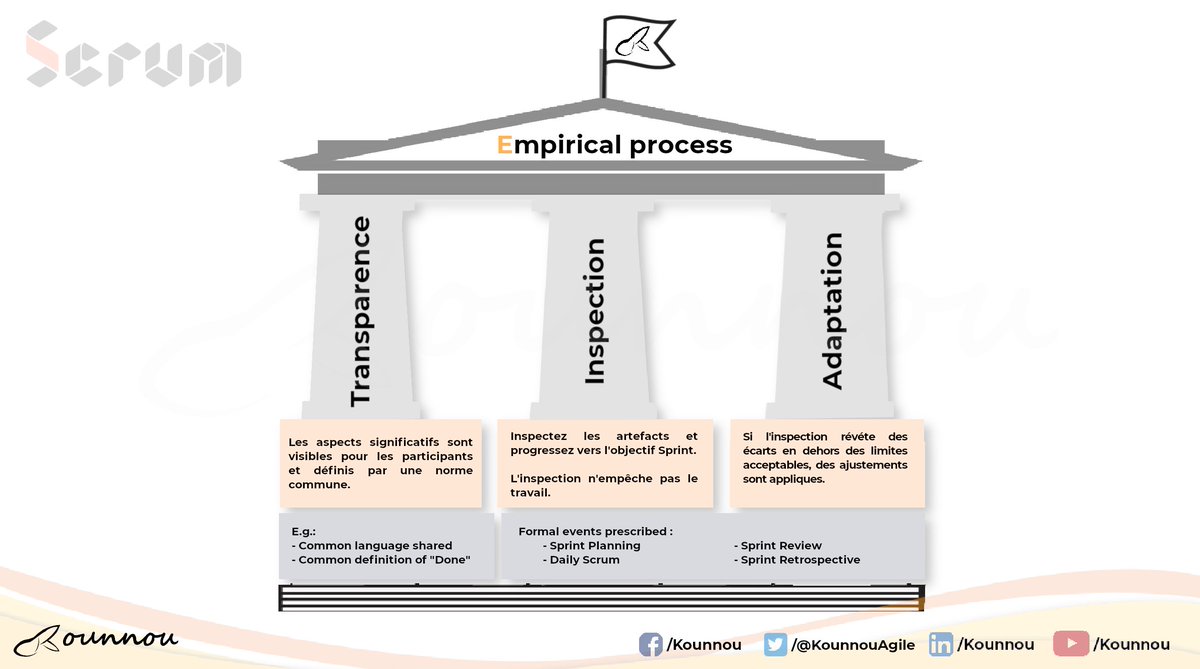 Scrum
Empirical process
Transparence
Inspection
Adaptation
Les aspects significatifs sont
visibles pour les participants
et définis par une norme
commune.
Inspectez les artefacts et
progressez vers l'objectif Sprint.
L'inspection n'empêche pas le
travail.
Si l'inspection révéte des
écarts en dehors des limites
acceptables, des ajustements
sont appliques.
E.g.:
- Common language shared
- Common definition of "Done"
Formal events prescribed :
- Sprint Planning
- Daily Scrum
- Sprint Review
- Sprint Retrospective
Kounnou
Kounnou
/Kounnou
/@KounnouAgile
/Kounnou
/Kounnou